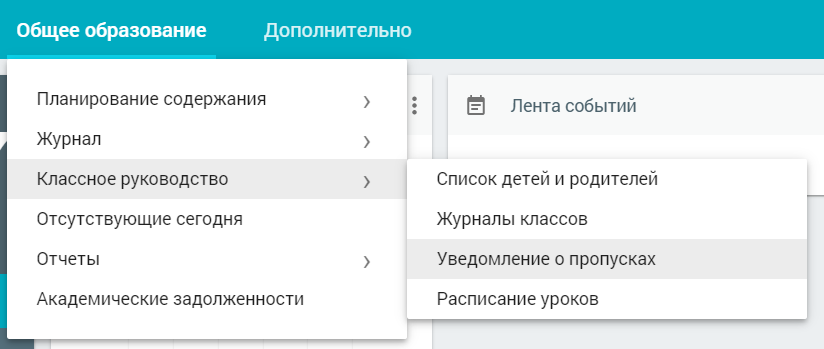 Общее образование
Дополнительно
Планирование содержания
Журнал
Классное руководство
Отсутствующие сегодня
Отчеты
Академические задолженности
Лента событий
Список детей и родителей
Журналы классов
Уведомление о пропусках
Расписание уроков